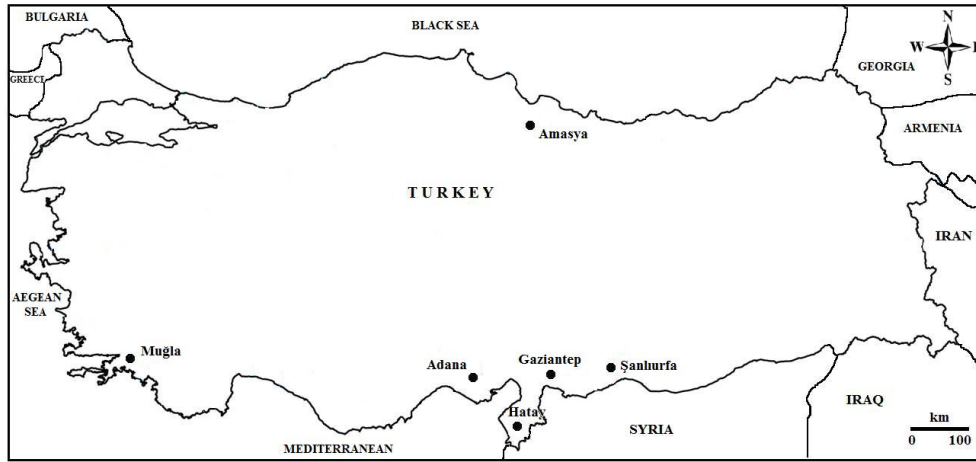 BULGARIA
BLACK SEA
N
W E
S
GREECE
GEORGIA
Amasya
ARMENIA
TURKEY
IRAN
AEGEAN
SEA
Muğla
Adana
Gaziantep
Şanlıurfa
Hatay
IRAQ
km
0 100
SYRIA
MEDITERRANEAN